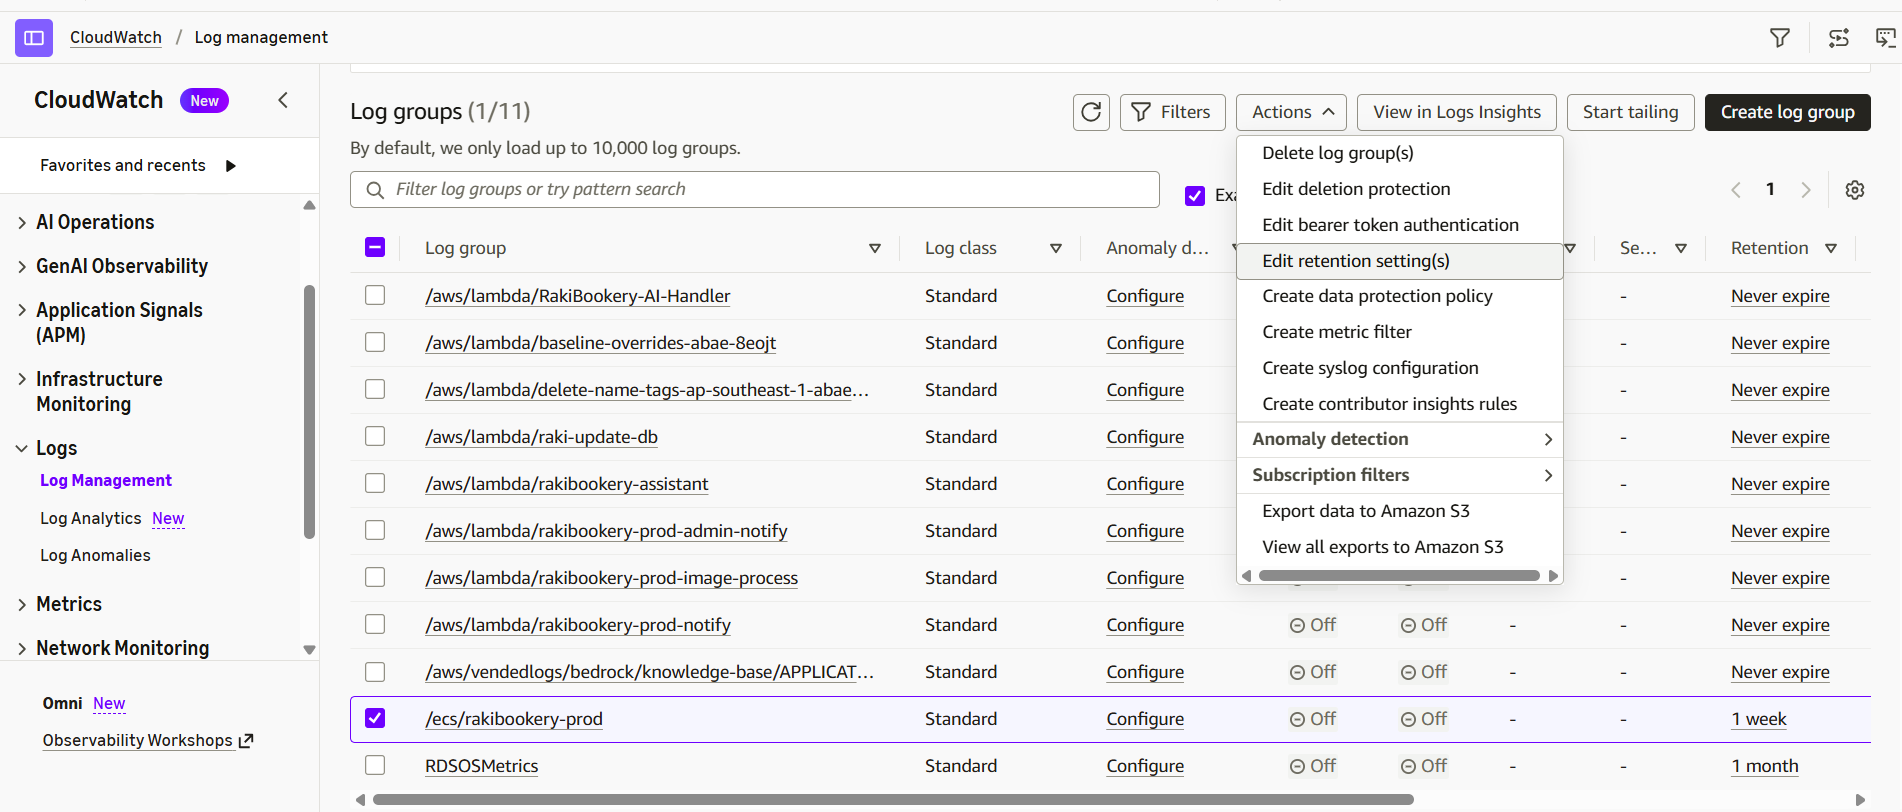 CloudWatch / Log management
CloudWatch New
Favorites and recents
AI Operations
GenAI Observability
Application Signals
(APM)
Infrastructure
Monitoring
Logs
Log Management
Log Analytics New
Log Anomalies
Metrics
Network Monitoring
Omni New
Observability Workshops
Log groups (1/11)
By default, we only load up to 10,000 log groups.
Filters
Actions
View in Logs Insights
Start tailing
Create log group
Filter log groups or try pattern search
1
Delete log group(s)
Edit deletion protection
Edit bearer token authentication
Edit retention setting(s)
Create data protection policy
Create metric filter
Create syslog configuration
Create contributor insights rules
Anomaly detection
Subscription filters
Export data to Amazon S3
View all exports to Amazon S3
Log group Log class Anomaly d... Se... Retention
/aws/lambda/RakiBookery-AI-Handler Standard Configure - Never expire
/aws/lambda/baseline-overrides-abae-8eojt Standard Configure - Never expire
/aws/lambda/delete-name-tags-ap-southeast-1-abae... Standard Configure - Never expire
/aws/lambda/raki-update-db Standard Configure - Never expire
/aws/lambda/rakibookery-assistant Standard Configure - Never expire
/aws/lambda/rakibookery-prod-admin-notify Standard Configure - Never expire
/aws/lambda/rakibookery-prod-image-process Standard Configure - Never expire
/aws/lambda/rakibookery-prod-notify Standard Configure Off Off - - Never expire
/aws/vendedlogs/bedrock/knowledge-base/APPLICAT... Standard Configure Off Off - - Never expire
/ecs/rakibookery-prod Standard Configure Off Off - - 1 week
RDSOSMetrics Standard Configure Off Off - - 1 month